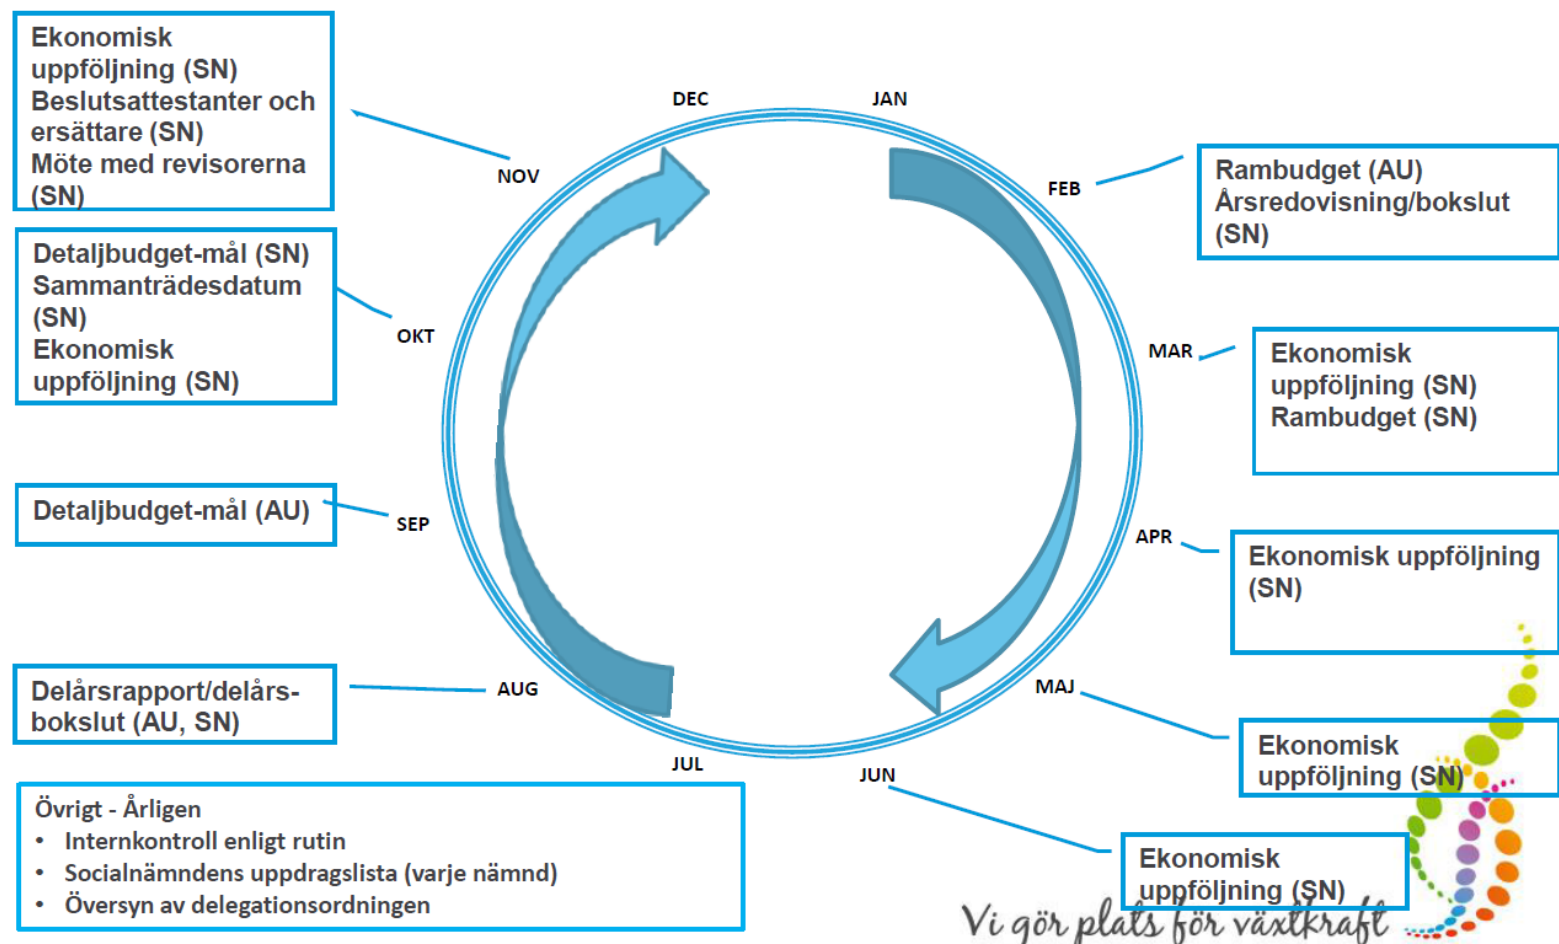 DEC
JAN
NOV
FEB
OKT
MAR
SEP
APR
AUG
MAJ
JUL
JUN
Ekonomisk
uppföljning (SN)
Beslutsattestanter och
ersättare (SN)
Möte med revisorerna
(SN)
Detaljbudget-mål (SN)
Sammanträdesdatum
(SN)
Ekonomisk
uppföljning (SN)
Detaljbudget-mål (AU)
Delårsrapport/delårs-
bokslut (AU, SN)
Övrigt - Årligen
• Internkontroll enligt rutin
• Socialnämndens uppdragslista (varje nämnd)
• Översyn av delegationsordningen
Rambudget (AU)
Årsredovisning/bokslut
(SN)
Ekonomisk
uppföljning (SN)
Rambudget (SN)
Ekonomisk uppföljning
(SN)
Ekonomisk
uppföljning (SN)
Ekonomisk
uppföljning (SN)
Vi gör plats för växtkraft